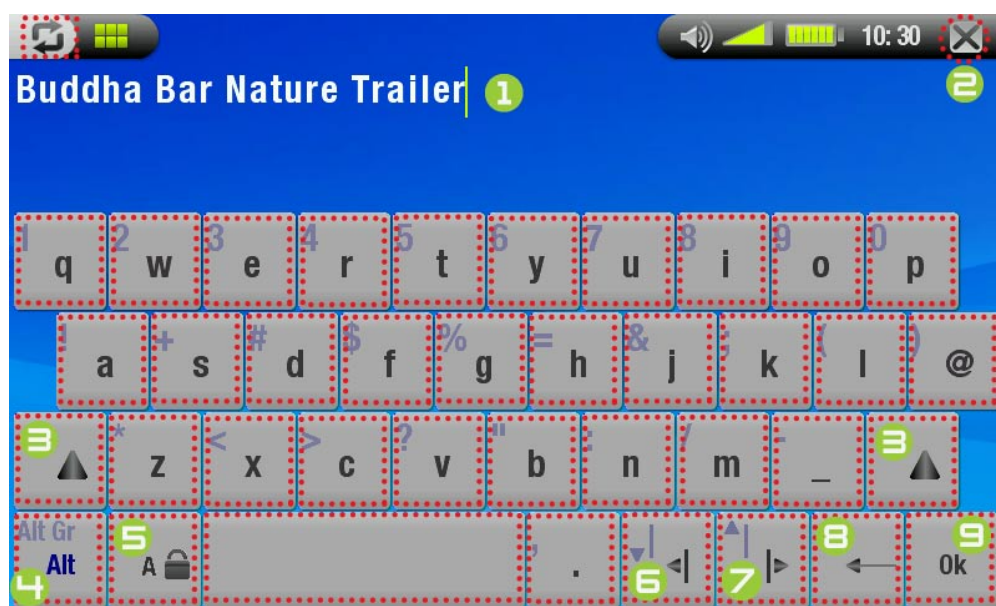 10:30
Buddha Bar Nature Trailer 1 2
1 q 2 w 3 e 4 r 5 t 6 y 7 u 8 i 9 o 0 p
! a + s # d $ f % g = h & j ; k ( l ) @
3 * z < x > c ? v " b : n / m - _ 3
Alt Gr Alt 4 5 A , . 6 7 8 9 Ok